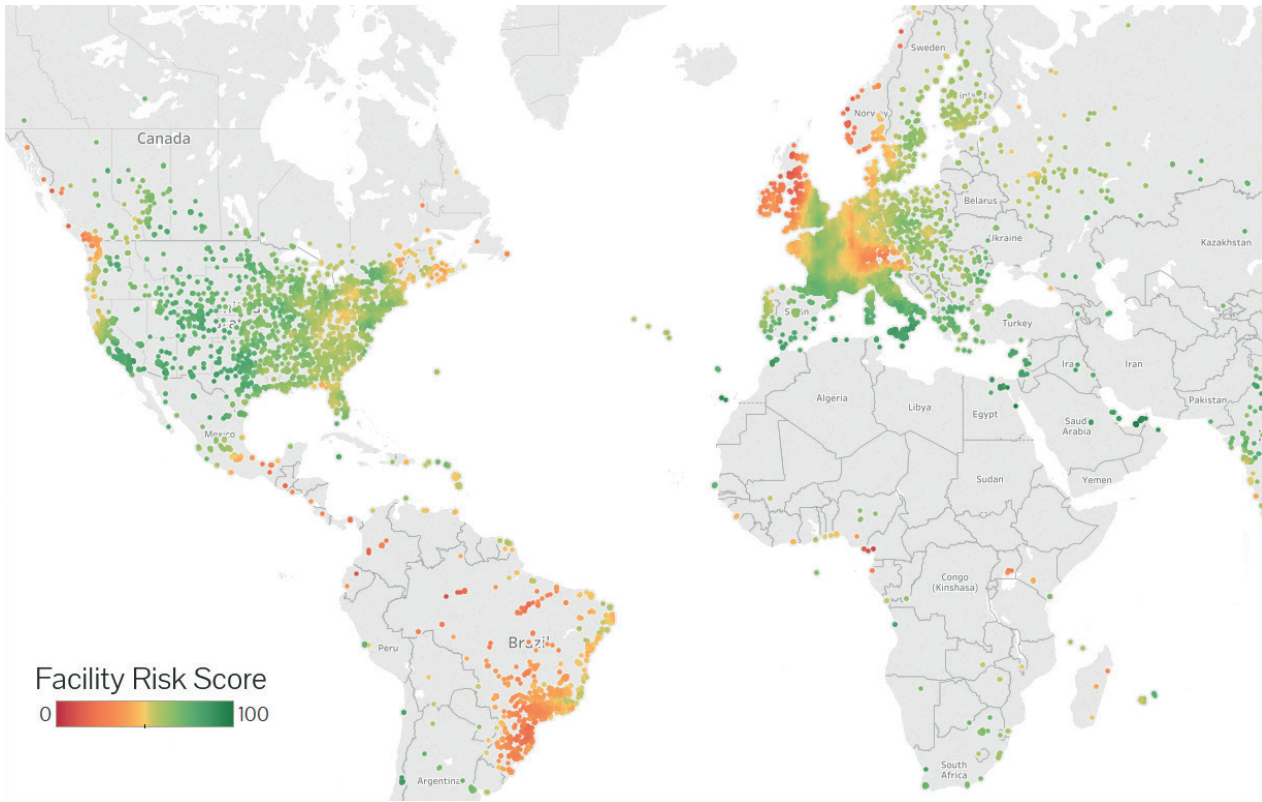 Sweden
Norway
Canada
Belarus
Ukraine
Kazakhstan
Spain
Turkey
Iran
Algeria
Libya
Egypt
Pakistan
Saudi
Arabia
Mexico
Sudan
Yemen
Congo
(Kinshasa)
Brazil
Peru
Facility Risk Score
0
100
Argentina
South
Africa